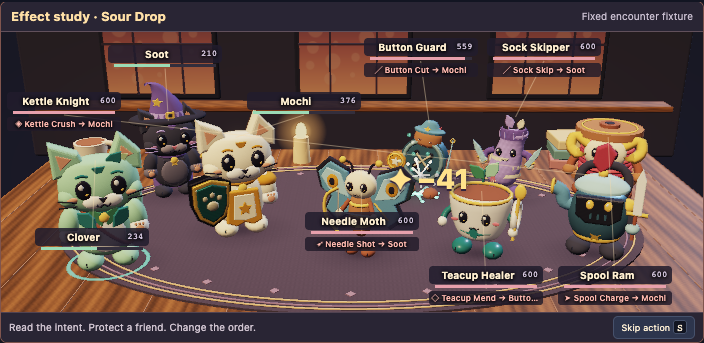 Effect study · Sour Drop
Fixed encounter fixture
Soot 210
Button Guard 559
Button Cut → Mochi
Sock Skipper 600
Sock Skip → Soot
Kettle Knight 600
Kettle Crush → Mochi
Mochi 376
-41
Clover 234
Needle Moth 600
Needle Shot → Soot
Teacup Healer 600
Teacup Mend → Butto...
Spool Ram 600
Spool Charge → Mochi
Read the intent. Protect a friend. Change the order.
Skip action S